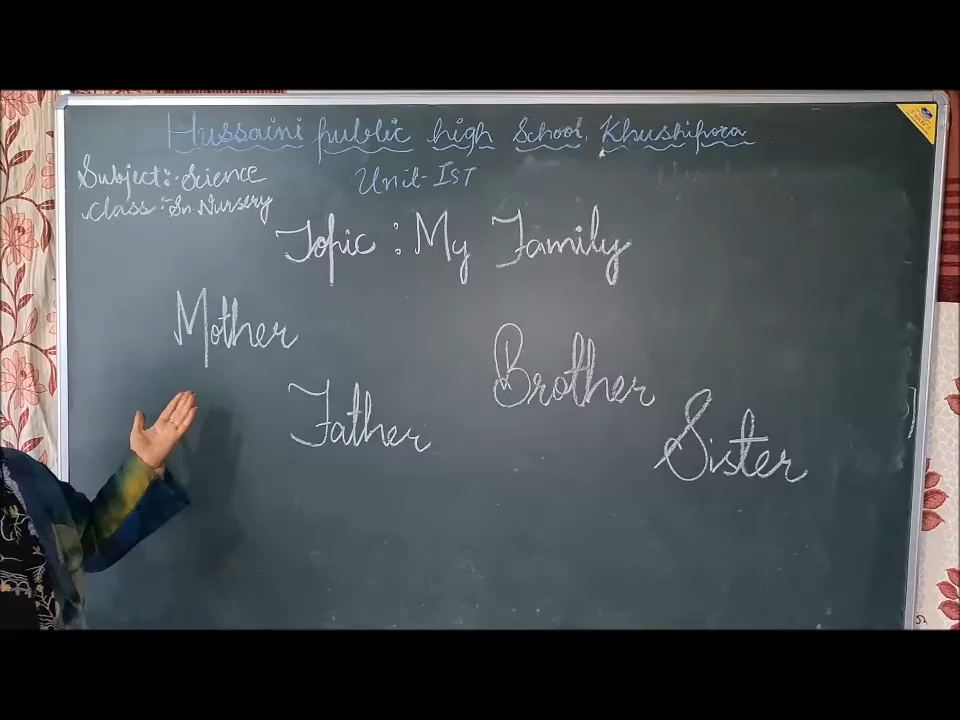 Hussaini public high School, Khushipora
Subject:- Science
Unit-IST
Class:- Sr. Nursery
Topic : My Family
Mother
Father
Brother
Sister